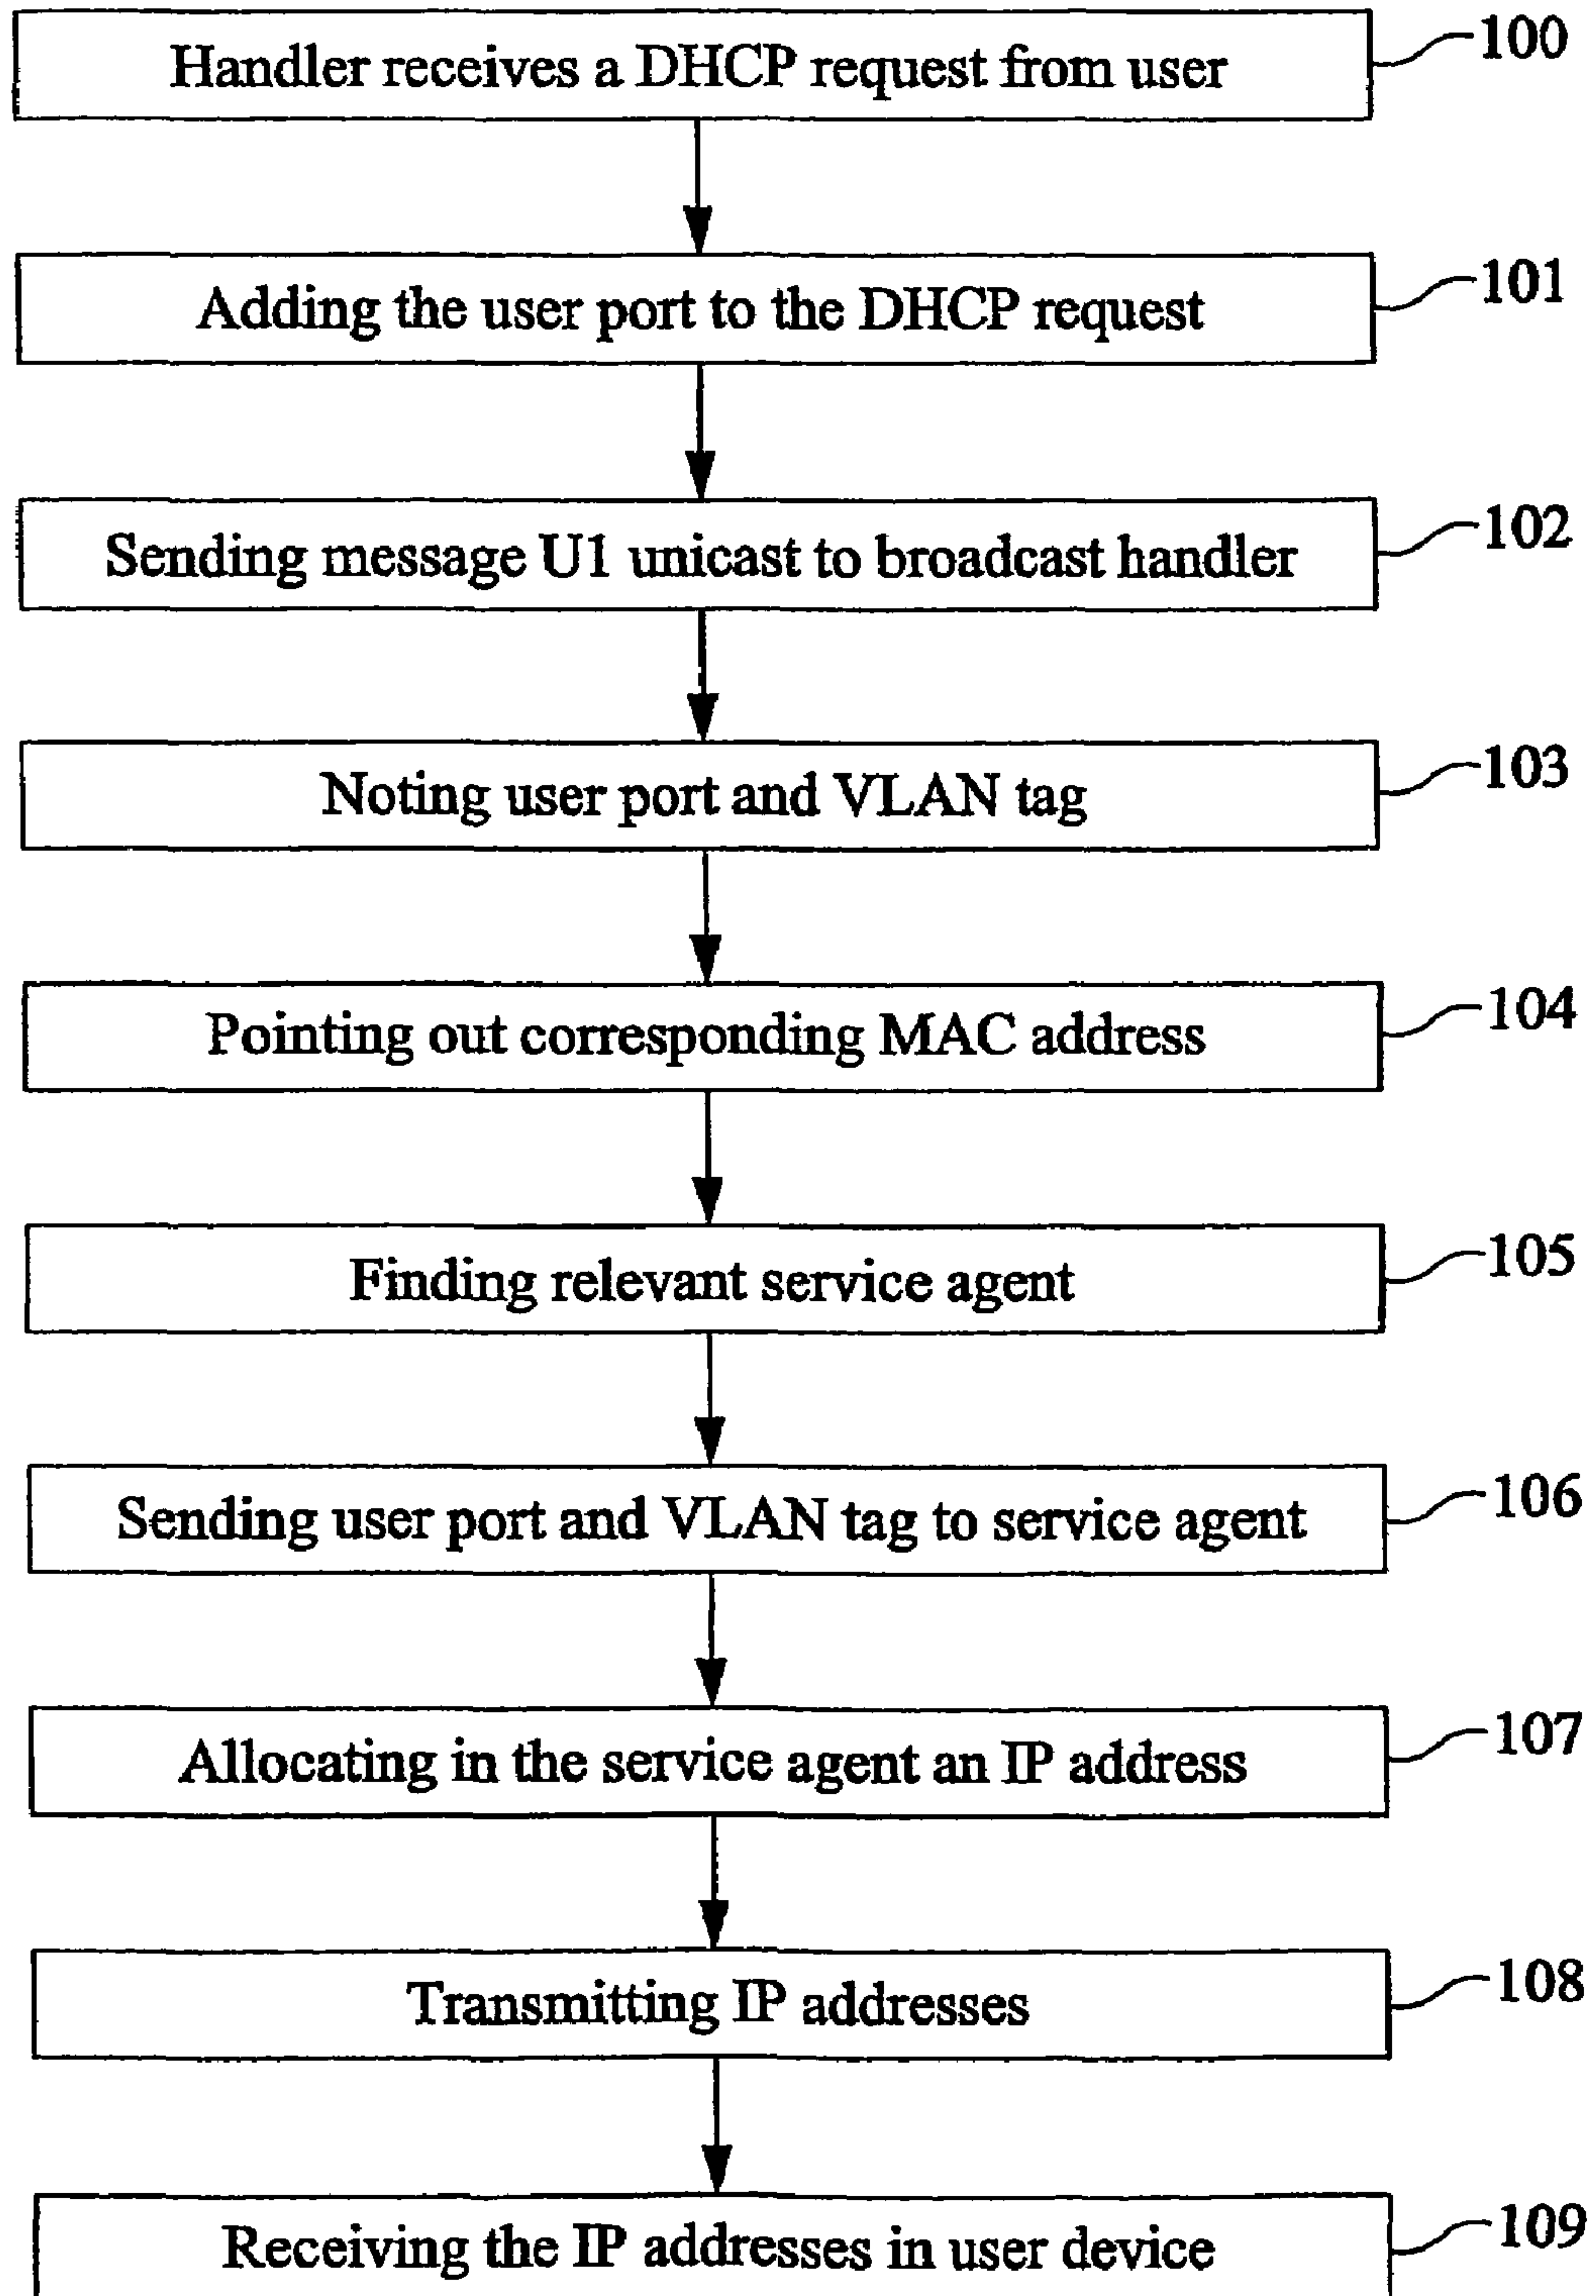 Handler receives a DHCP request from user 100
Adding the user port to the DHCP request 101
Sending message U1 unicast to broadcast handler 102
Noting user port and VLAN tag 103
Pointing out corresponding MAC address 104
Finding relevant service agent 105
Sending user port and VLAN tag to service agent 106
Allocating in the service agent an IP address 107
Transmitting IP addresses 108
Receiving the IP addresses in user device 109